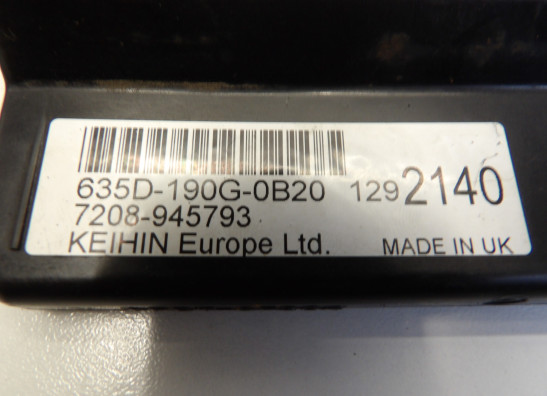 635D-190G-0B20 1292140
7208-945793
KEIHIN Europe Ltd. MADE IN UK